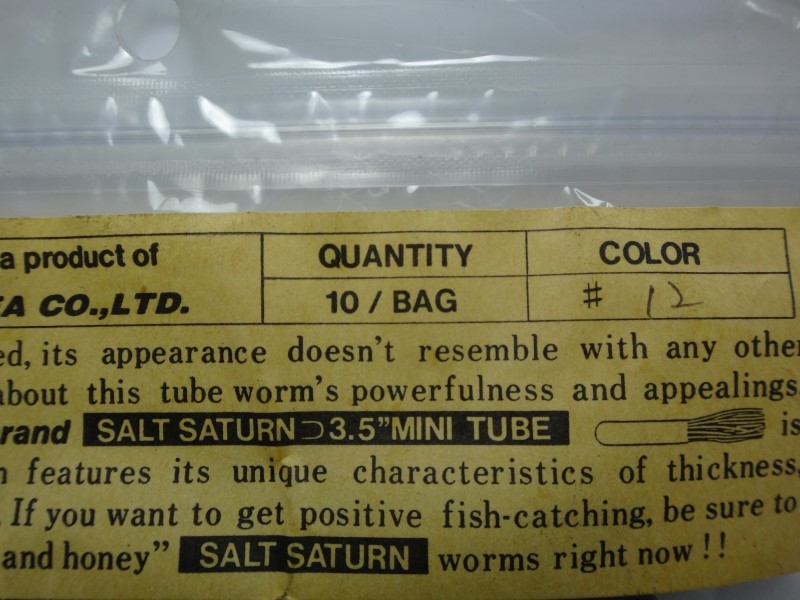 a product of
QUANTITY
COLOR
CO.,LTD.
10 / BAG
# 12
ed, its appearance doesn't resemble with any other
about this tube worm's powerfulness and appealings.
rand SALT SATURN⊃3.5”MINI TUBE is
n features its unique characteristics of thickness,
. If you want to get positive fish-catching, be sure to
and honey” SALT SATURN worms right now !!